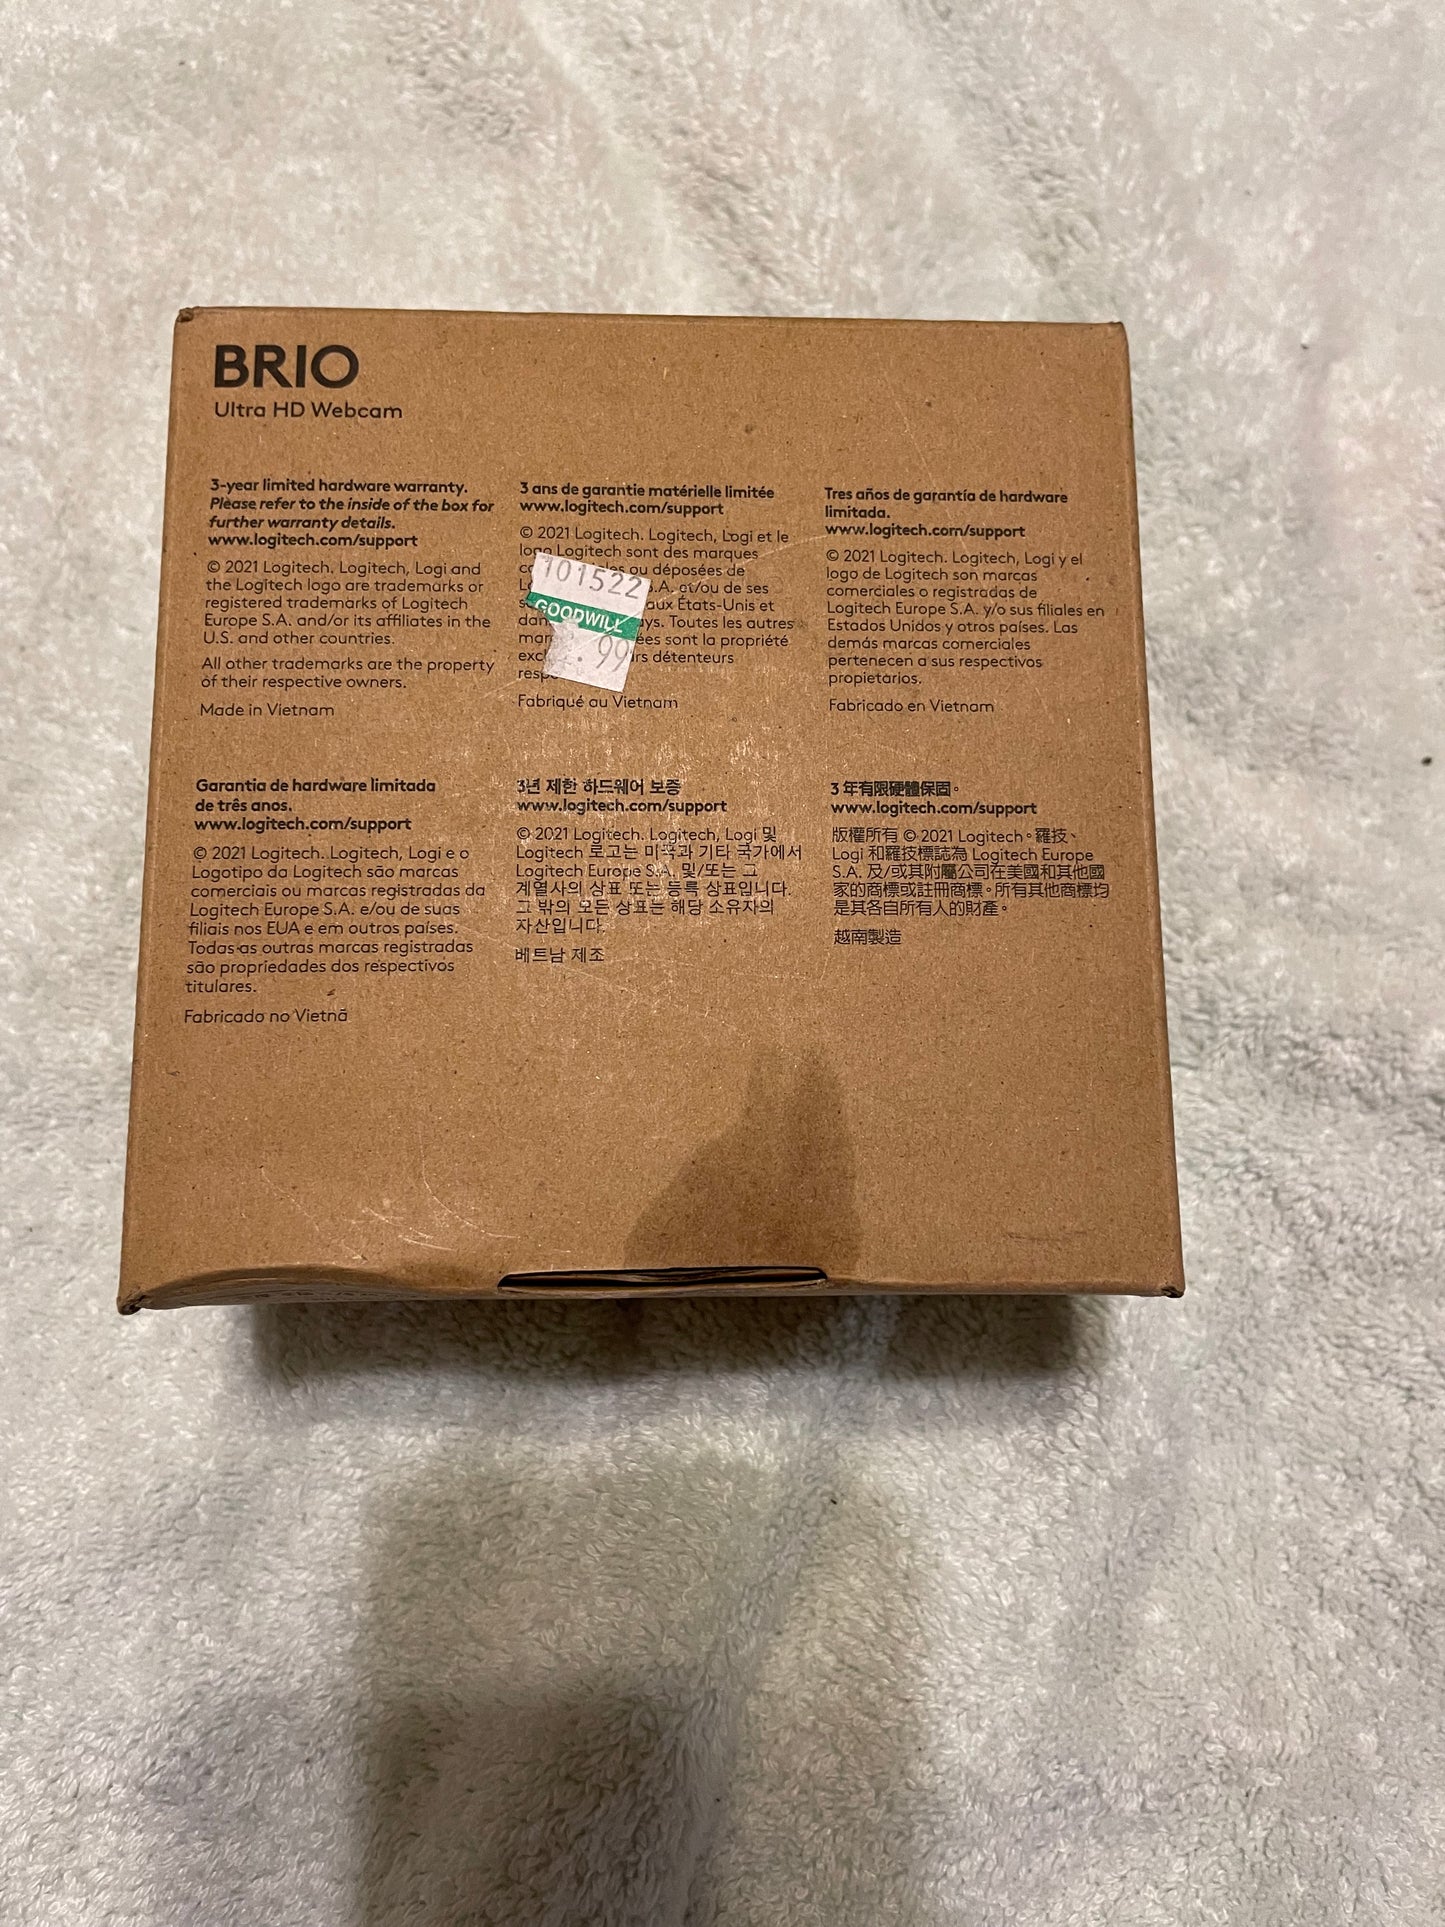 BRIO
Ultra HD Webcam
3-year limited hardware warranty.
Please refer to the inside of the box for
further warranty details.
www.logitech.com/support
© 2021 Logitech. Logitech, Logi and
the Logitech logo are trademarks or
registered trademarks of Logitech
Europe S.A. and/or its affiliates in the
U.S. and other countries.
All other trademarks are the property
of their respective owners.
Made in Vietnam
3 ans de garantie matérielle limitée
www.logitech.com/support
© 2021 Logitech. Logitech, Logi et le
logo Logitech sont des marques
ou déposées de
S.A. et/ou de ses
aux États-Unis et
Toutes les autres
sont la propriété
détenteurs
Fabriqué au Vietnam
101522
GOODWILL
.99
Tres años de garantía de hardware
limitada.
www.logitech.com/support
© 2021 Logitech. Logitech, Logi y el
logo de Logitech son marcas
comerciales o registradas de
Logitech Europe S.A. y/o sus filiales en
Estados Unidos y otros países. Las
demás marcas comerciales
pertenecen a sus respectivos
propietarios.
Fabricado en Vietnam
Garantia de hardware limitada
de três anos.
www.logitech.com/support
© 2021 Logitech. Logitech, Logi e o
Logotipo da Logitech são marcas
comerciais ou marcas registradas da
Logitech Europe S.A. e/ou de suas
filiais nos EUA e em outros países.
Todas as outras marcas registradas
são propriedades dos respectivos
titulares.
Fabricado no Vietnã
3년 제한 하드웨어 보증
www.logitech.com/support
© 2021 Logitech. Logitech, Logi 및
Logitech 로고는 미국과 기타 국가에서
Logitech Europe S.A. 및/또는 그
계열사의 상표 또는 등록 상표입니다.
그 밖의 모든 상표는 해당 소유자의
자산입니다.
베트남 제조
3 年有限硬體保固。
www.logitech.com/support
版權所有 © 2021 Logitech。羅技、
Logi 和羅技標誌為 Logitech Europe
S.A. 及/或其附屬公司在美國和其他國
家的商標或註冊商標。所有其他商標均
是其各自所有人的財產。
越南製造